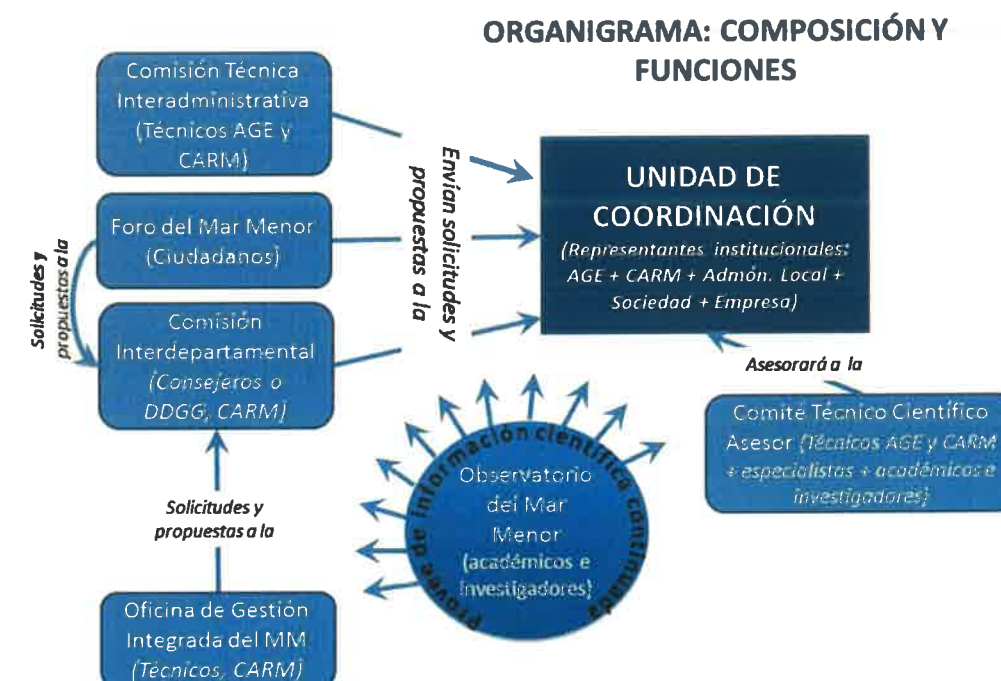 ORGANIGRAMA: COMPOSICIÓN Y
FUNCIONES
Comisión Técnica
Interadministrativa
(Técnicos AGE y
CARM)
Foro del Mar Menor
(Ciudadanos)
Solicitudes y
propuestas a la
Comisión
Interdepartamental
(Consejeros o
DDGG, CARM)
Envían solicitudes y
propuestas a la
UNIDAD DE
COORDINACIÓN
(Representantes institucionales:
AGE + CARM + Admón. Local +
Sociedad + Empresa)
Asesorará a la
Comité Técnico Científico
Asesor (Técnicos AGE y CARM
+ especialistas + académicos e
investigadores)
Provee de información científica continuada
Observatorio
del Mar
Menor
(académicos e
investigadores)
Solicitudes y
propuestas a la
Oficina de Gestión
Integrada del MM
(Técnicos, CARM)